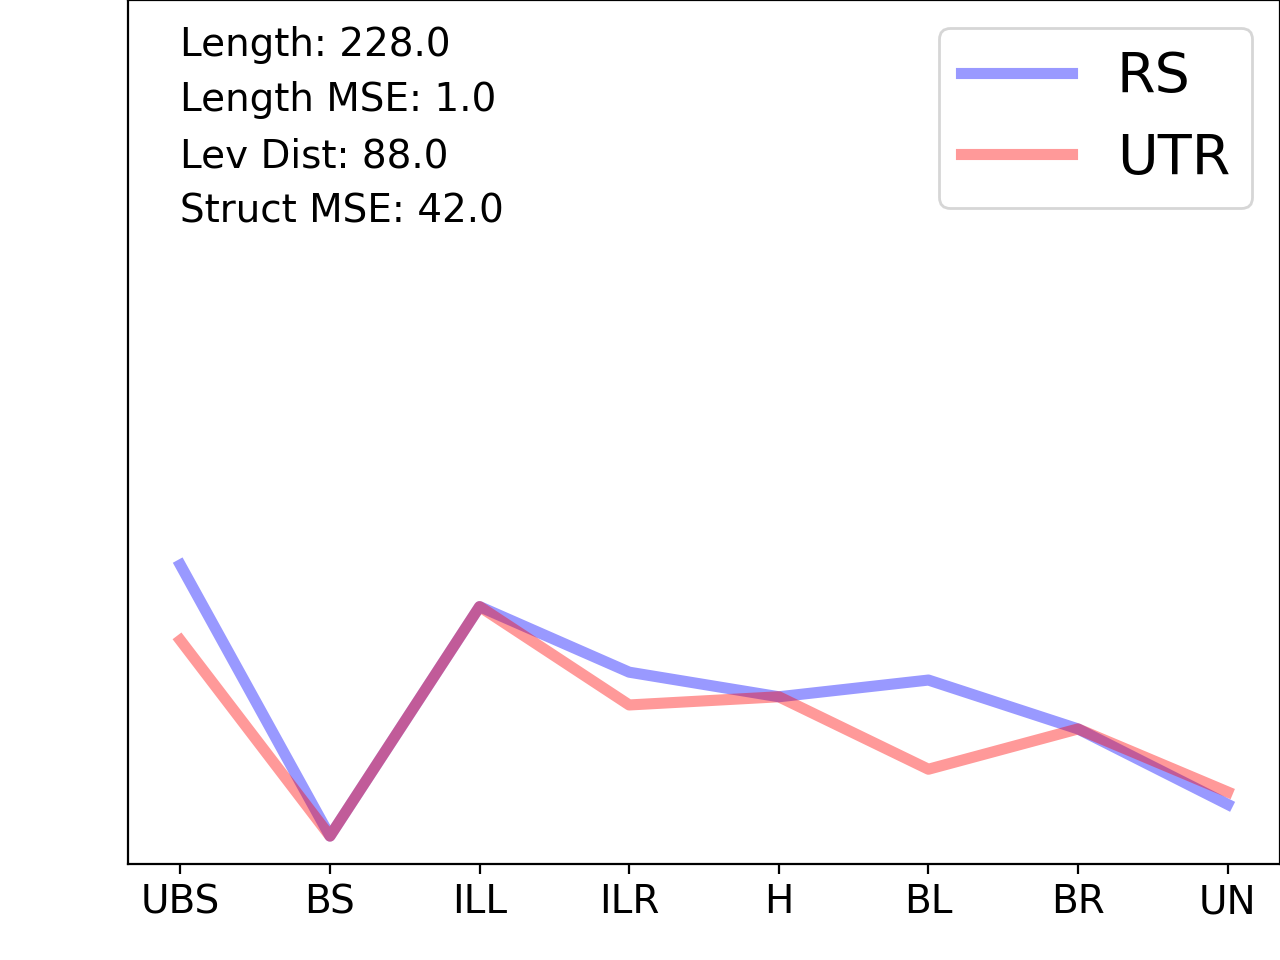 Length: 228.0
Length MSE: 1.0
Lev Dist: 88.0
Struct MSE: 42.0
RS
UTR
UBS BS ILL ILR H BL BR UN